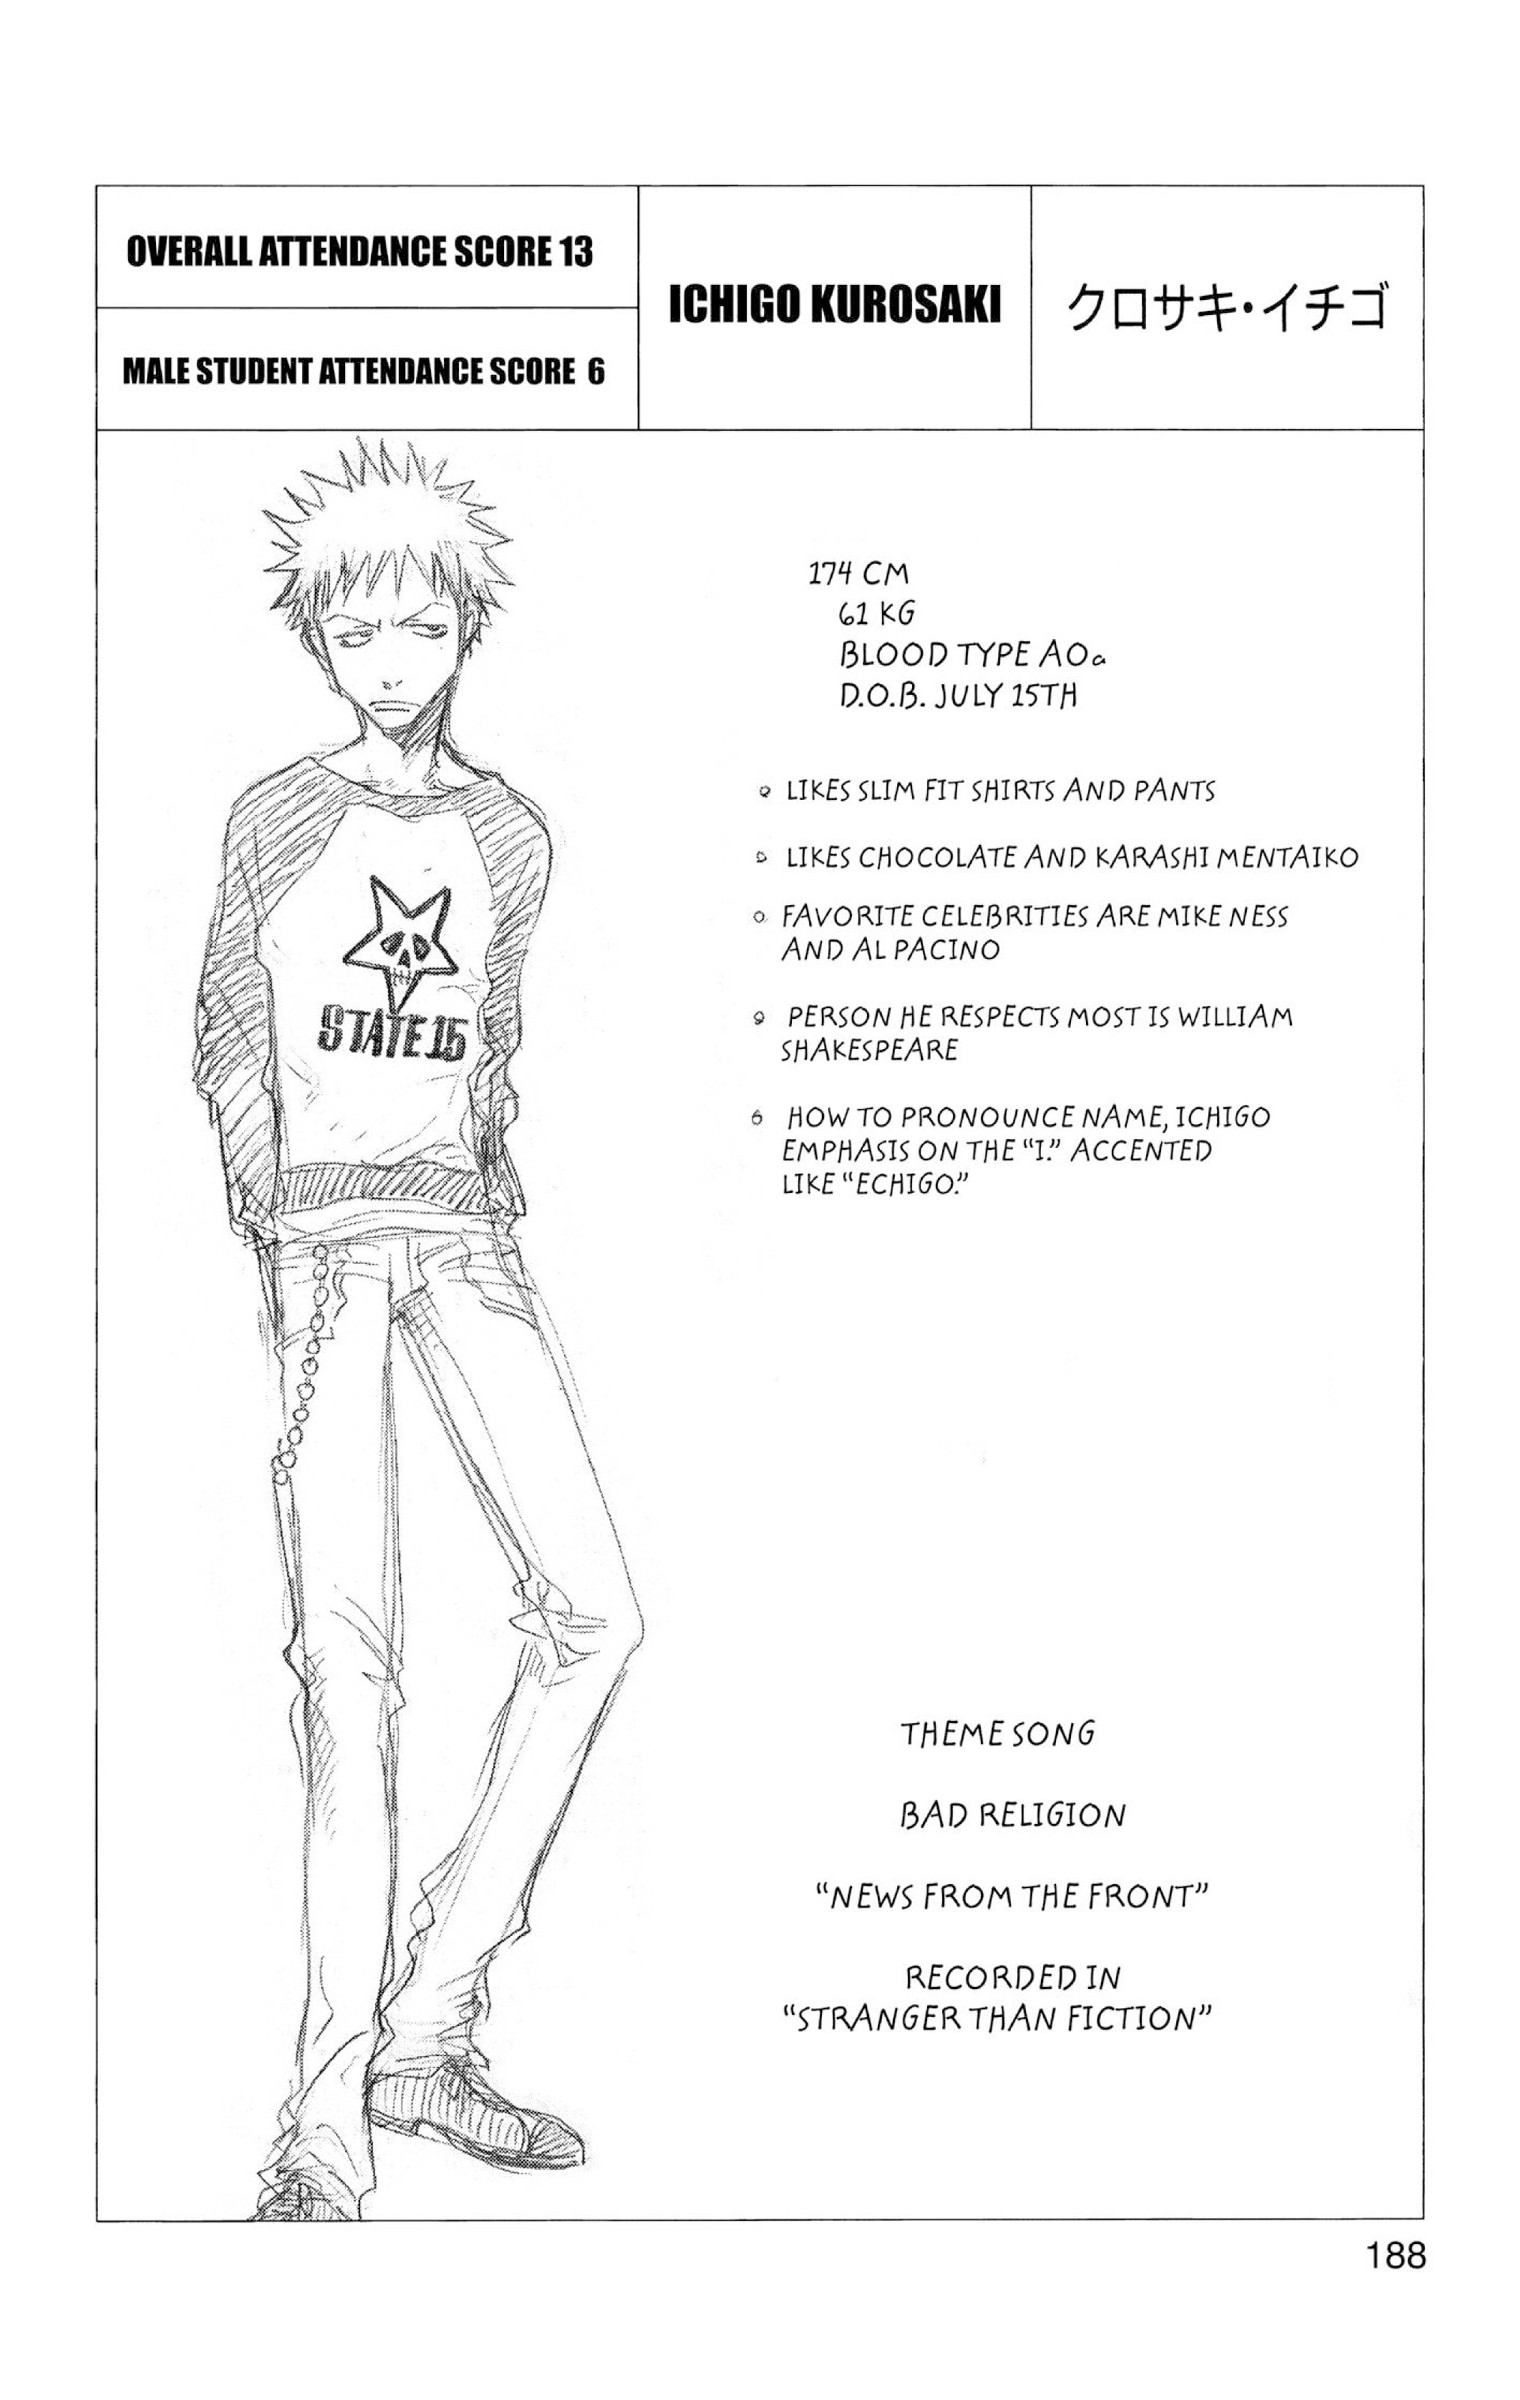 OVERALL ATTENDANCE SCORE 13
MALE STUDENT ATTENDANCE SCORE 6
ICHIGO KUROSAKI
クロサキ・イチゴ
174 CM
61 KG
BLOOD TYPE AOa
D.O.B. JULY 15TH
LIKES SLIM FIT SHIRTS AND PANTS
LIKES CHOCOLATE AND KARASHI MENTAIKO
FAVORITE CELEBRITIES ARE MIKE NESS
AND AL PACINO
PERSON HE RESPECTS MOST IS WILLIAM
SHAKESPEARE
HOW TO PRONOUNCE NAME, ICHIGO
EMPHASIS ON THE “I.” ACCENTED
LIKE “ECHIGO.”
STATE 15
THEME SONG
BAD RELIGION
“NEWS FROM THE FRONT”
RECORDED IN
“STRANGER THAN FICTION”
188